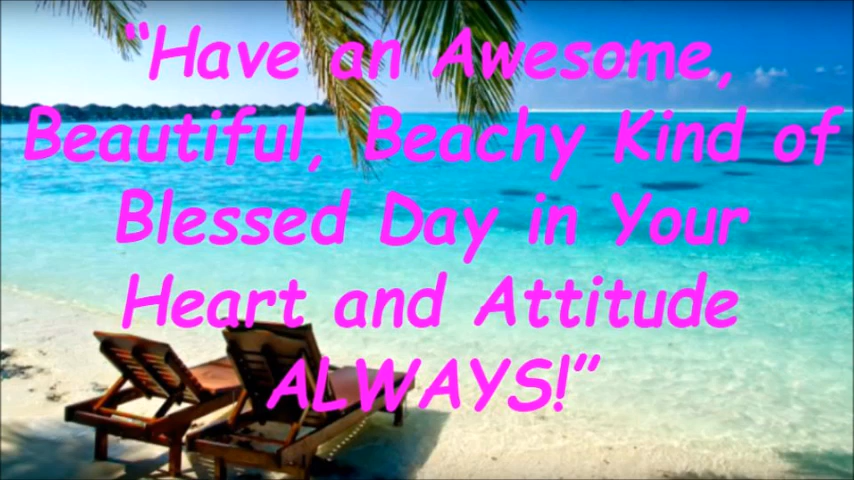 “Have an Awesome,
Beautiful, Beachy Kind of
Blessed Day in Your
Heart and Attitude
ALWAYS!”